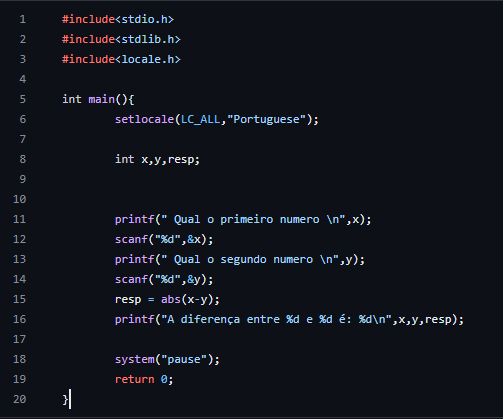 1 #include<stdio.h>
2 #include<stdlib.h>
3 #include<locale.h>
4
5 int main(){
6 setlocale(LC_ALL,"Portuguese");
7
8 int x,y,resp;
9
10
11 printf(" Qual o primeiro numero \n",x);
12 scanf("%d",&x);
13 printf(" Qual o segundo numero \n",y);
14 scanf("%d",&y);
15 resp = abs(x-y);
16 printf("A diferença entre %d e %d é: %d\n",x,y,resp);
17
18 system("pause");
19 return 0;
20 }